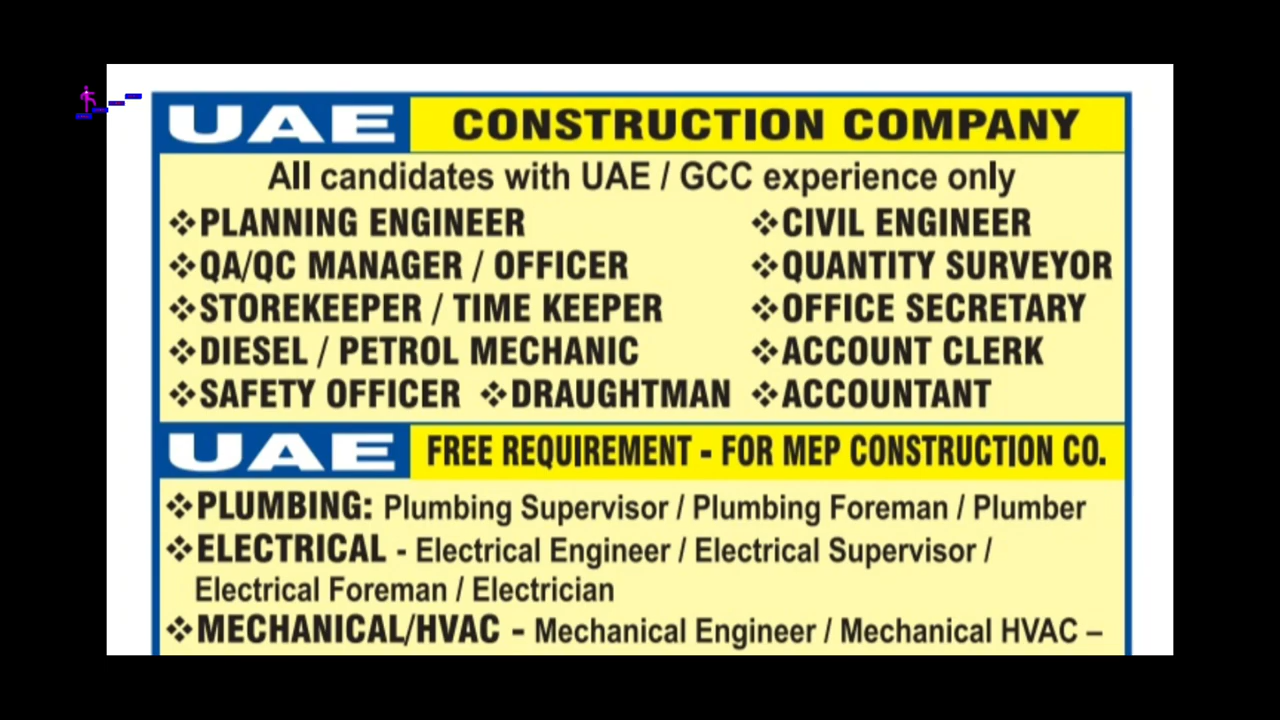 UAE CONSTRUCTION COMPANY
All candidates with UAE / GCC experience only
❖PLANNING ENGINEER ❖CIVIL ENGINEER
❖QA/QC MANAGER / OFFICER ❖QUANTITY SURVEYOR
❖STOREKEEPER / TIME KEEPER ❖OFFICE SECRETARY
❖DIESEL / PETROL MECHANIC ❖ACCOUNT CLERK
❖SAFETY OFFICER ❖DRAUGHTMAN ❖ACCOUNTANT
UAE FREE REQUIREMENT - FOR MEP CONSTRUCTION CO.
❖PLUMBING: Plumbing Supervisor / Plumbing Foreman / Plumber
❖ELECTRICAL - Electrical Engineer / Electrical Supervisor /
Electrical Foreman / Electrician
❖MECHANICAL/HVAC - Mechanical Engineer / Mechanical HVAC –